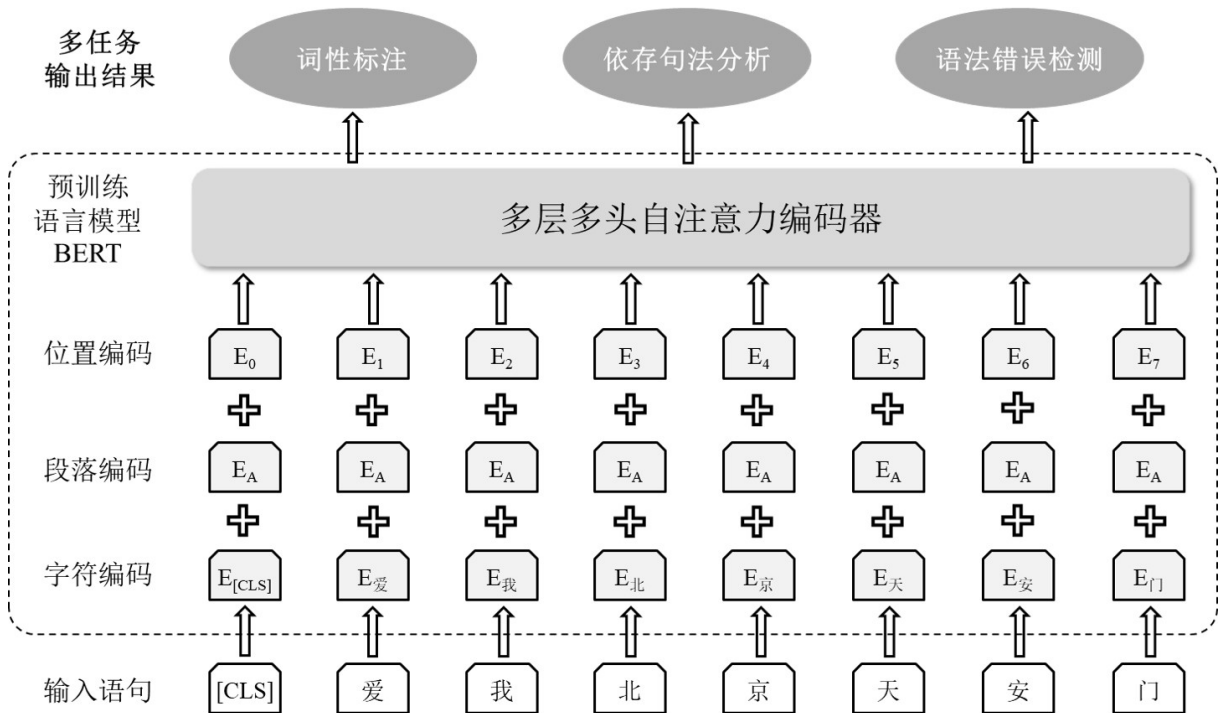 多任务
输出结果
词性标注
依存句法分析
语法错误检测
预训练
语言模型
BERT
多层多头自注意力编码器
位置编码 E0 E1 E2 E3 E4 E5 E6 E7
段落编码 EA EA EA EA EA EA EA EA
字符编码 E[CLS] E爱 E我 E北 E京 E天 E安 E门
输入语句 [CLS] 爱 我 北 京 天 安 门